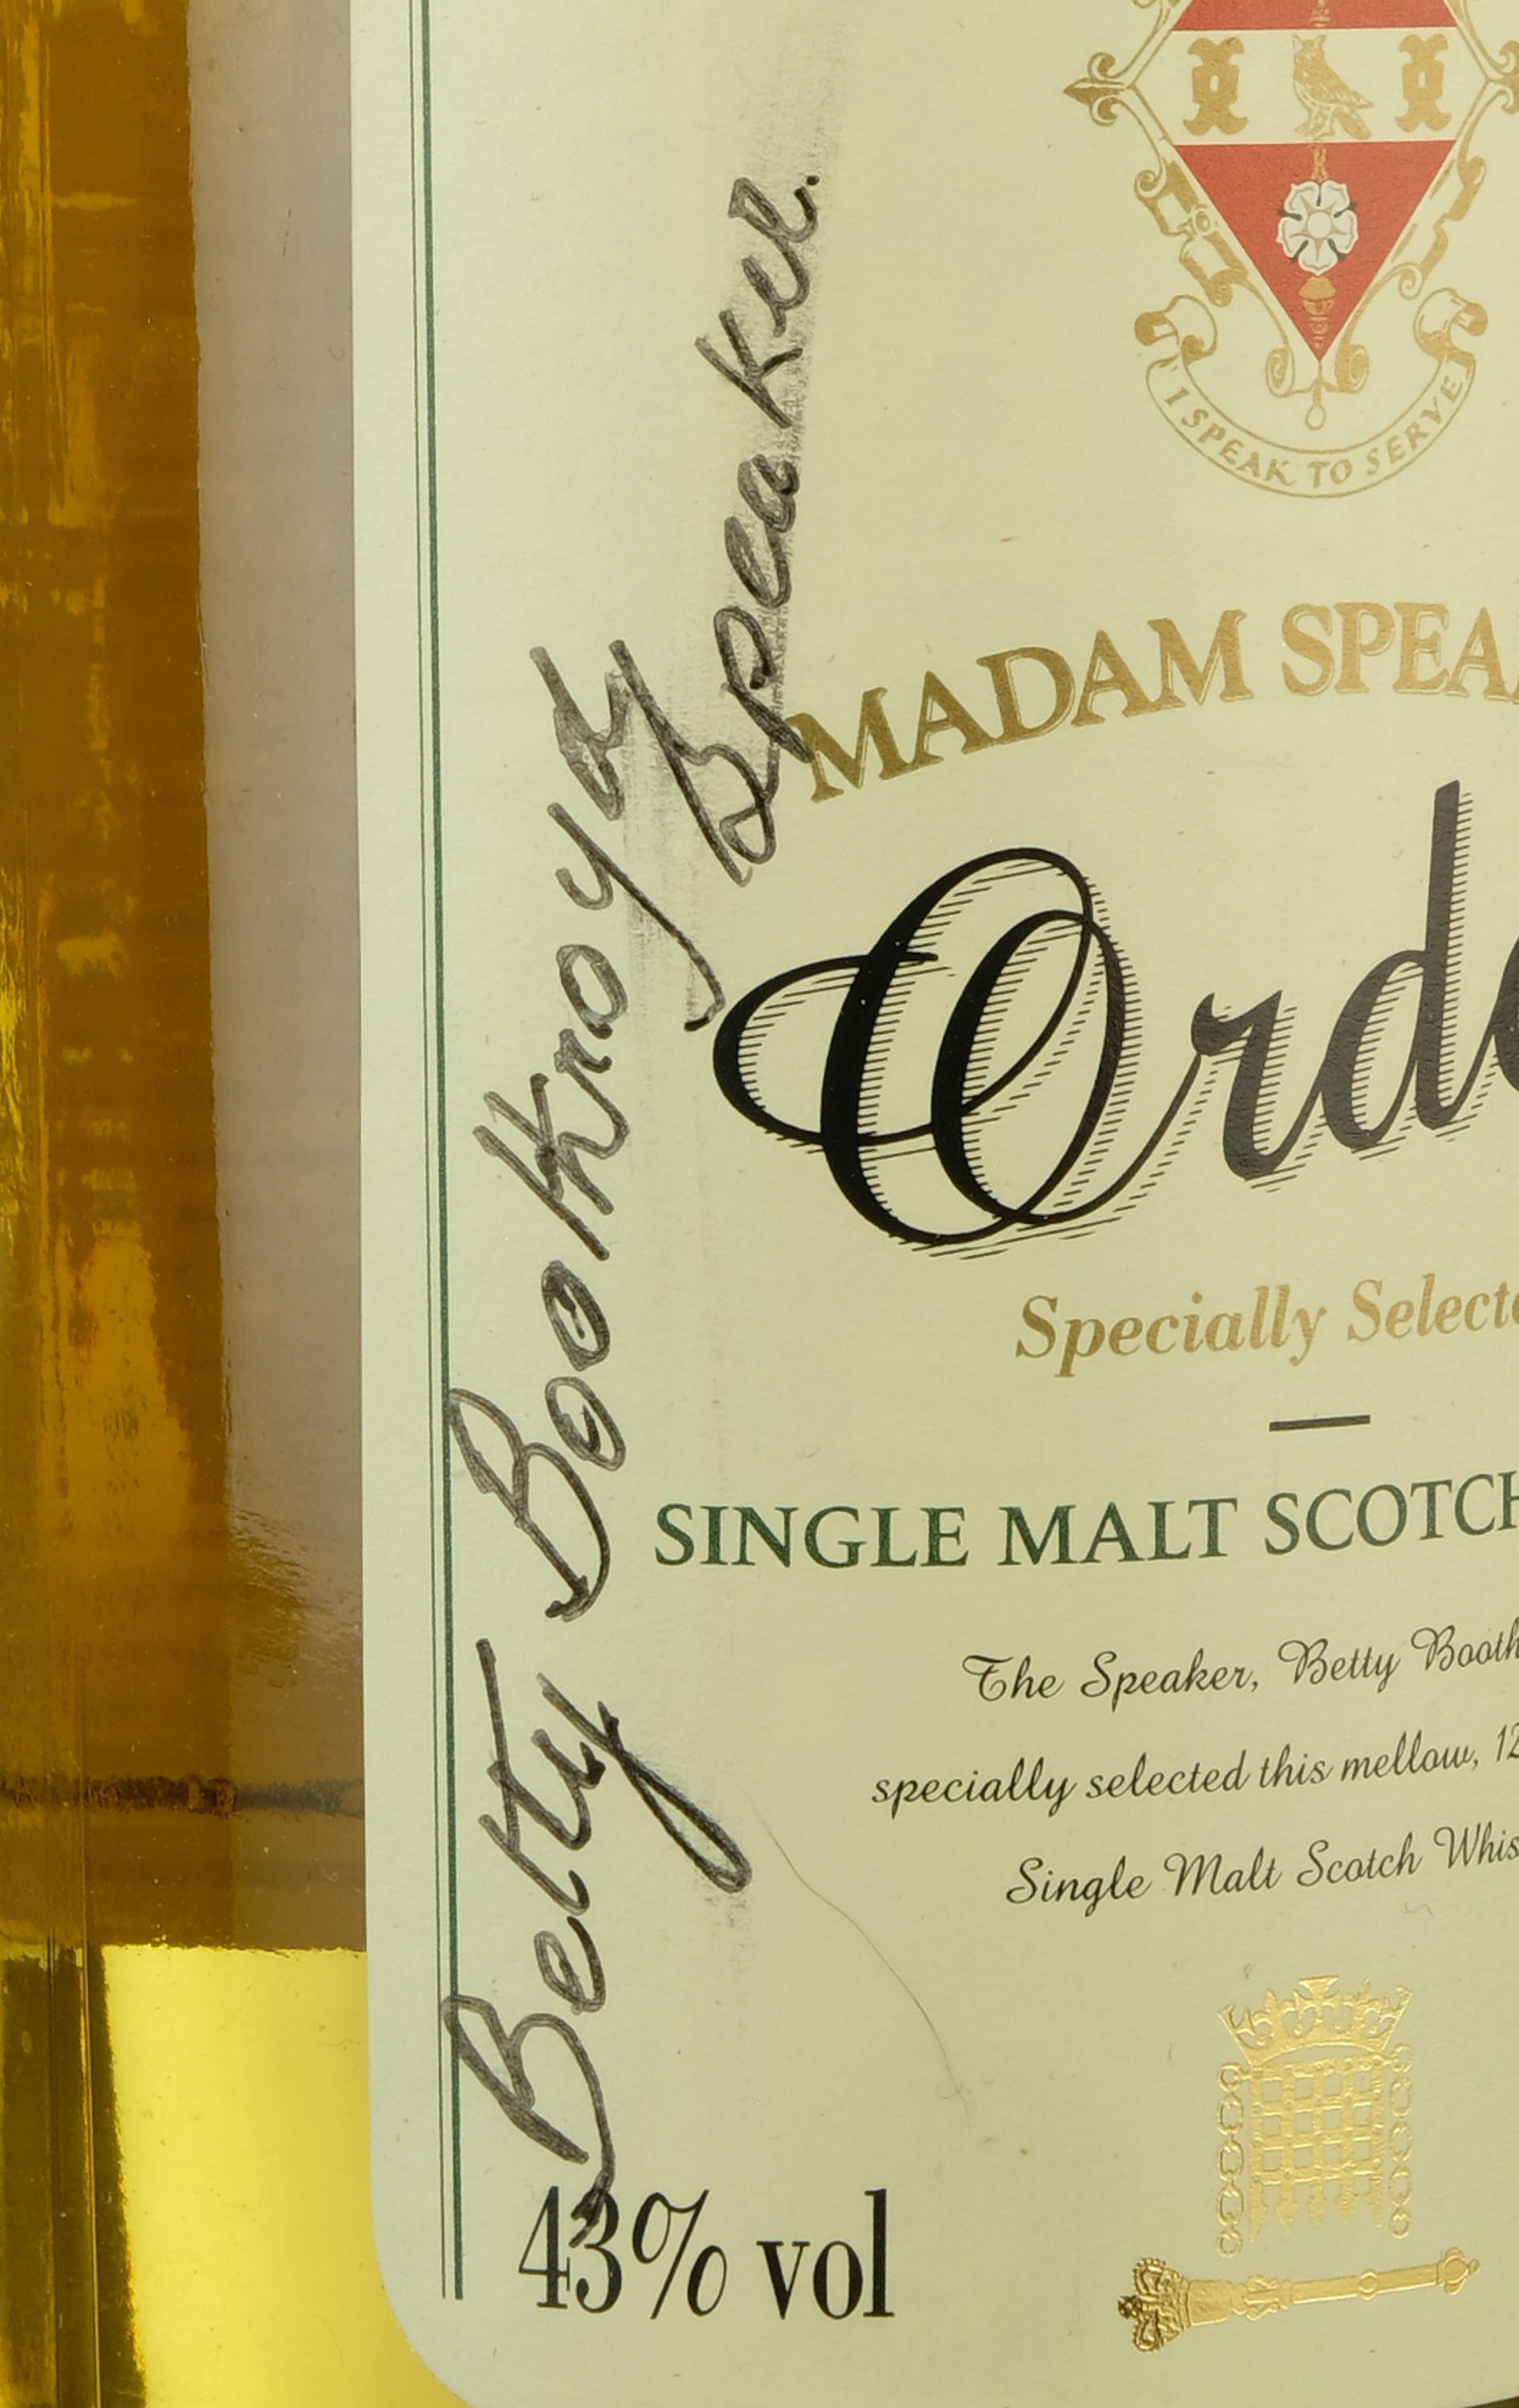 I SPEAK TO SERVE
MADAM SPEA
Orde
Specially Selecte
SINGLE MALT SCOTCH
The Speaker, Betty Booth
specially selected this mellow, 12
Single Malt Scotch Whis
43% vol
Betty Boothroyd
Speaker.